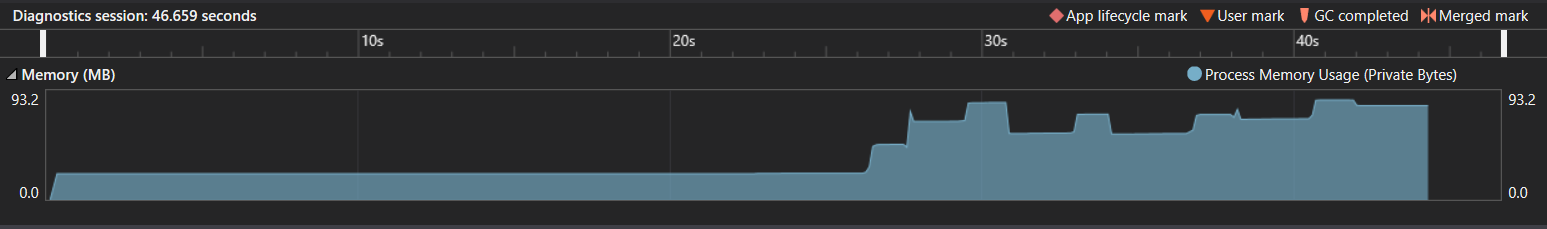 Diagnostics session: 46.659 seconds App lifecycle mark User mark GC completed Merged mark
10s 20s 30s 40s
Memory (MB) Process Memory Usage (Private Bytes)
93.2 93.2
0.0 0.0